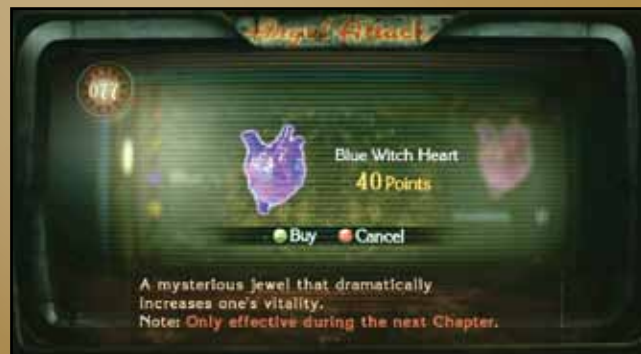 Angel Attack
077
Blue Witch Heart
40 Points
Buy Cancel
A mysterious jewel that dramatically
increases one's vitality.
Note: Only effective during the next Chapter.